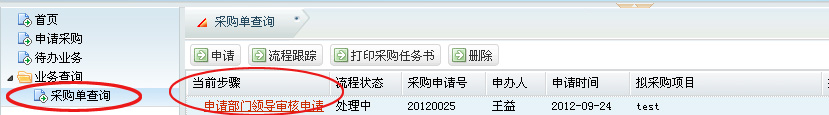 首页
申请采购
待办业务
业务查询
采购单查询
采购单查询
申请 流程跟踪 打印采购任务书 删除
当前步骤 流程状态 采购申请号 申办人 申请时间 拟采购项目
申请部门领导审核申请 处理中 20120025 王益 2012-09-24 test